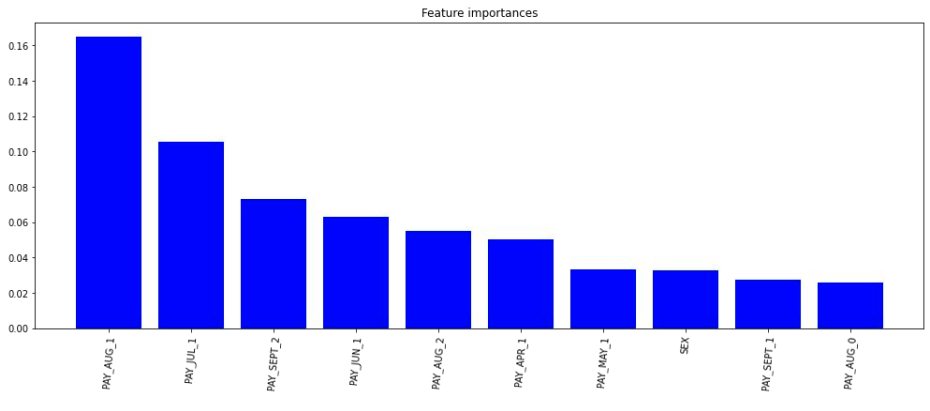 Feature importances
0.16
0.14
0.12
0.10
0.08
0.06
0.04
0.02
0.00
PAY_AUG_1
PAY_JUL_1
PAY_SEPT_2
PAY_JUN_1
PAY_AUG_2
PAY_APR_1
PAY_MAY_1
SEX
PAY_SEPT_1
PAY_AUG_0